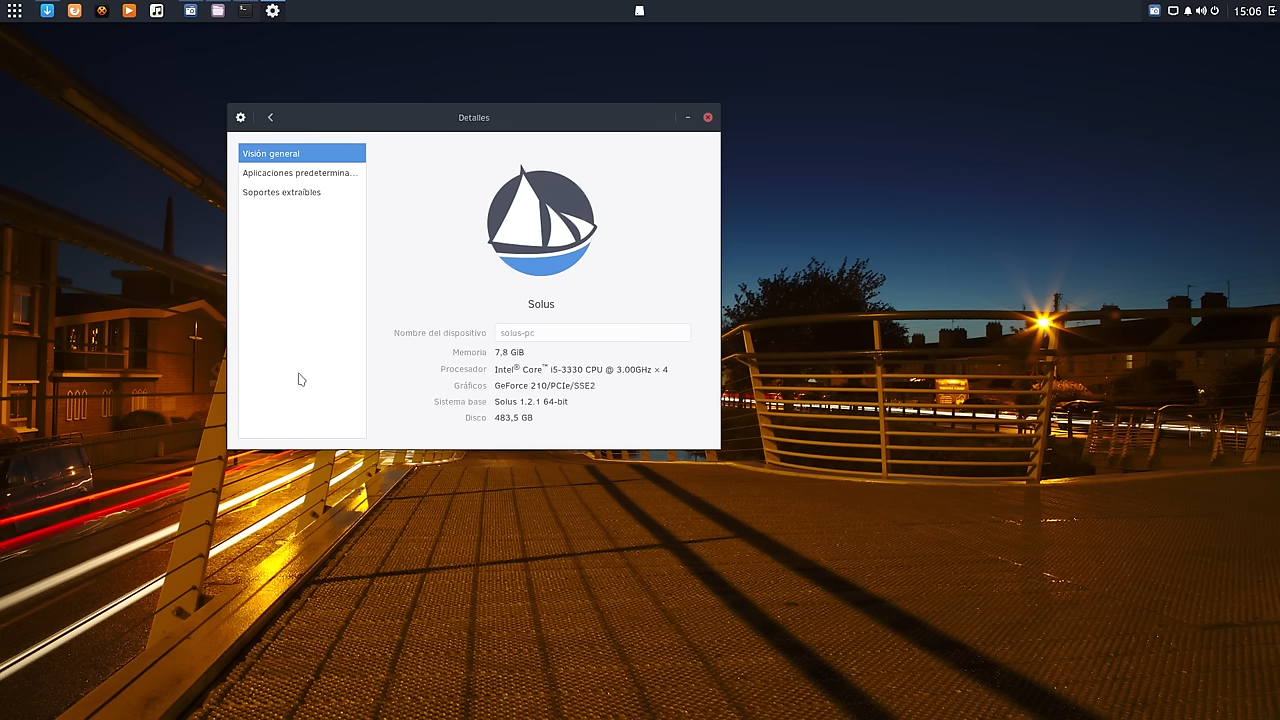 15:06
Detalles
Visión general
Aplicaciones predetermina...
Soportes extraíbles
Solus
Nombre del dispositivo solus-pc
Memoria 7,8 GiB
Procesador Intel® Core™ i5-3330 CPU @ 3.00GHz × 4
Gráficos GeForce 210/PCIe/SSE2
Sistema base Solus 1.2.1 64-bit
Disco 483,5 GB